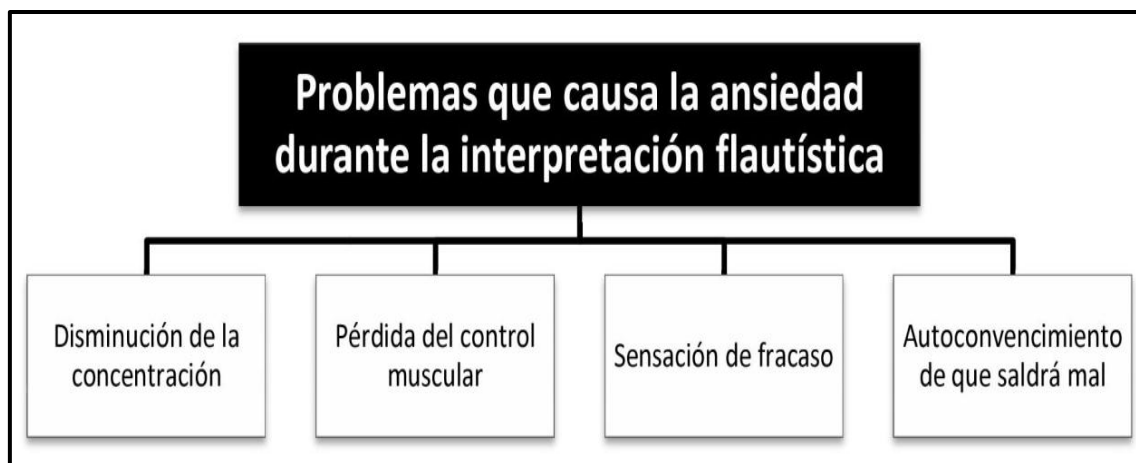 Problemas que causa la ansiedad
durante la interpretación flautística
Disminución de la
concentración
Pérdida del control
muscular
Sensación de fracaso
Autoconvencimiento
de que saldrá mal